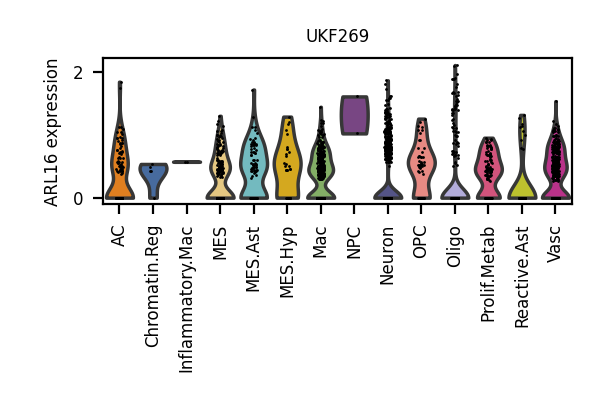 UKF269
ARL16 expression
2
0
AC
Chromatin.Reg
Inflammatory.Mac
MES
MES.Ast
MES.Hyp
Mac
NPC
Neuron
OPC
Oligo
Prolif.Metab
Reactive.Ast
Vasc